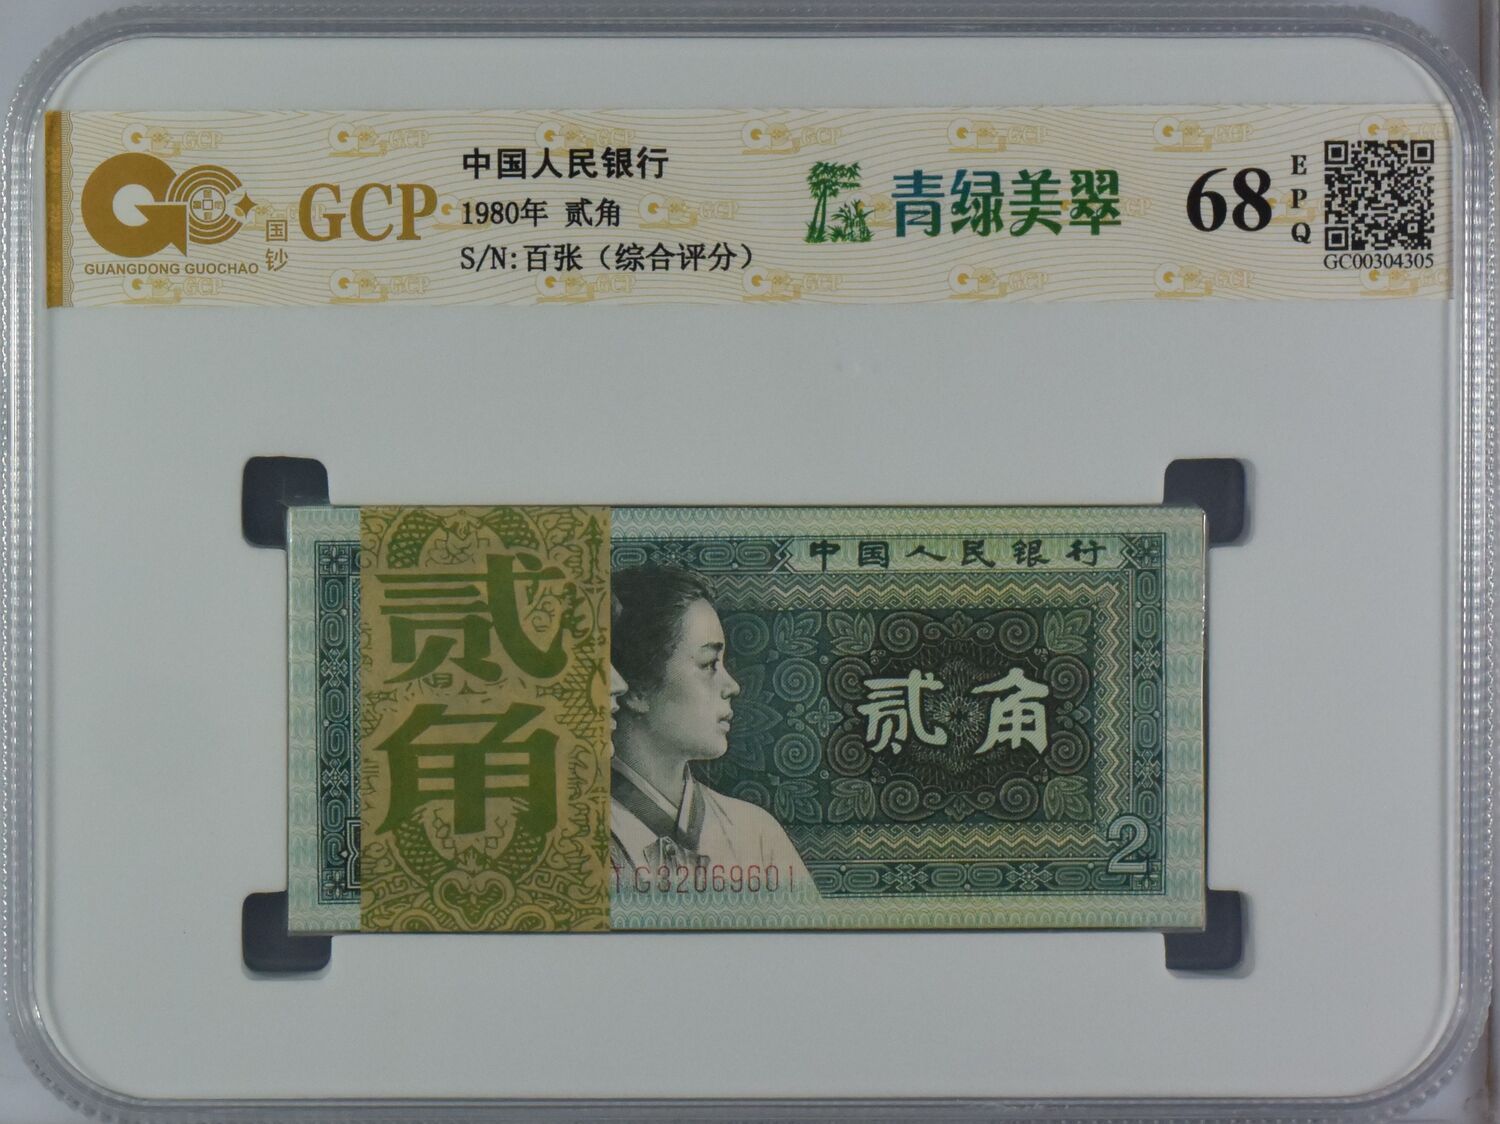 GUANGDONG GUOCHAO
国钞
GCP
中国人民银行
1980年 贰角
S/N:百张（综合评分）
青绿美翠
68
EPQ
GC00304305
贰角
中国人民银行
贰角
TG32069601
2